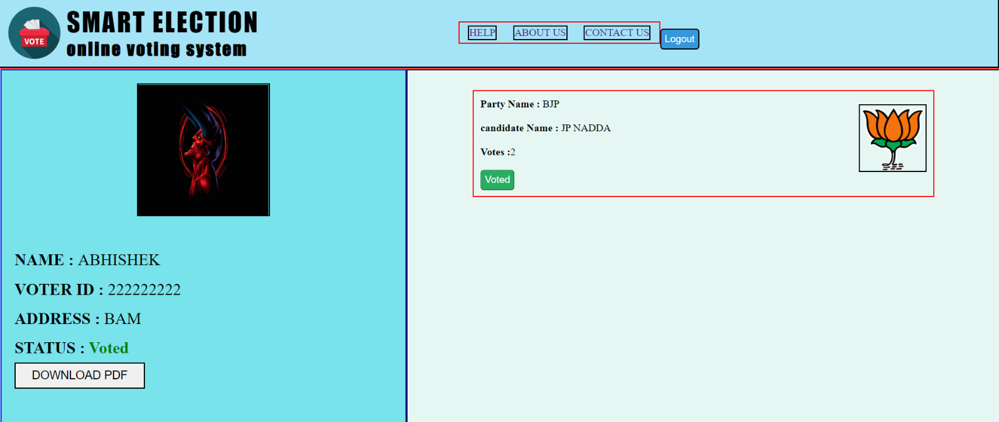 VOTE
SMART ELECTION
online voting system
HELP ABOUT US CONTACT US Logout
NAME : ABHISHEK
VOTER ID : 222222222
ADDRESS : BAM
STATUS : Voted
DOWNLOAD PDF
Party Name : BJP
candidate Name : JP NADDA
Votes :2
Voted